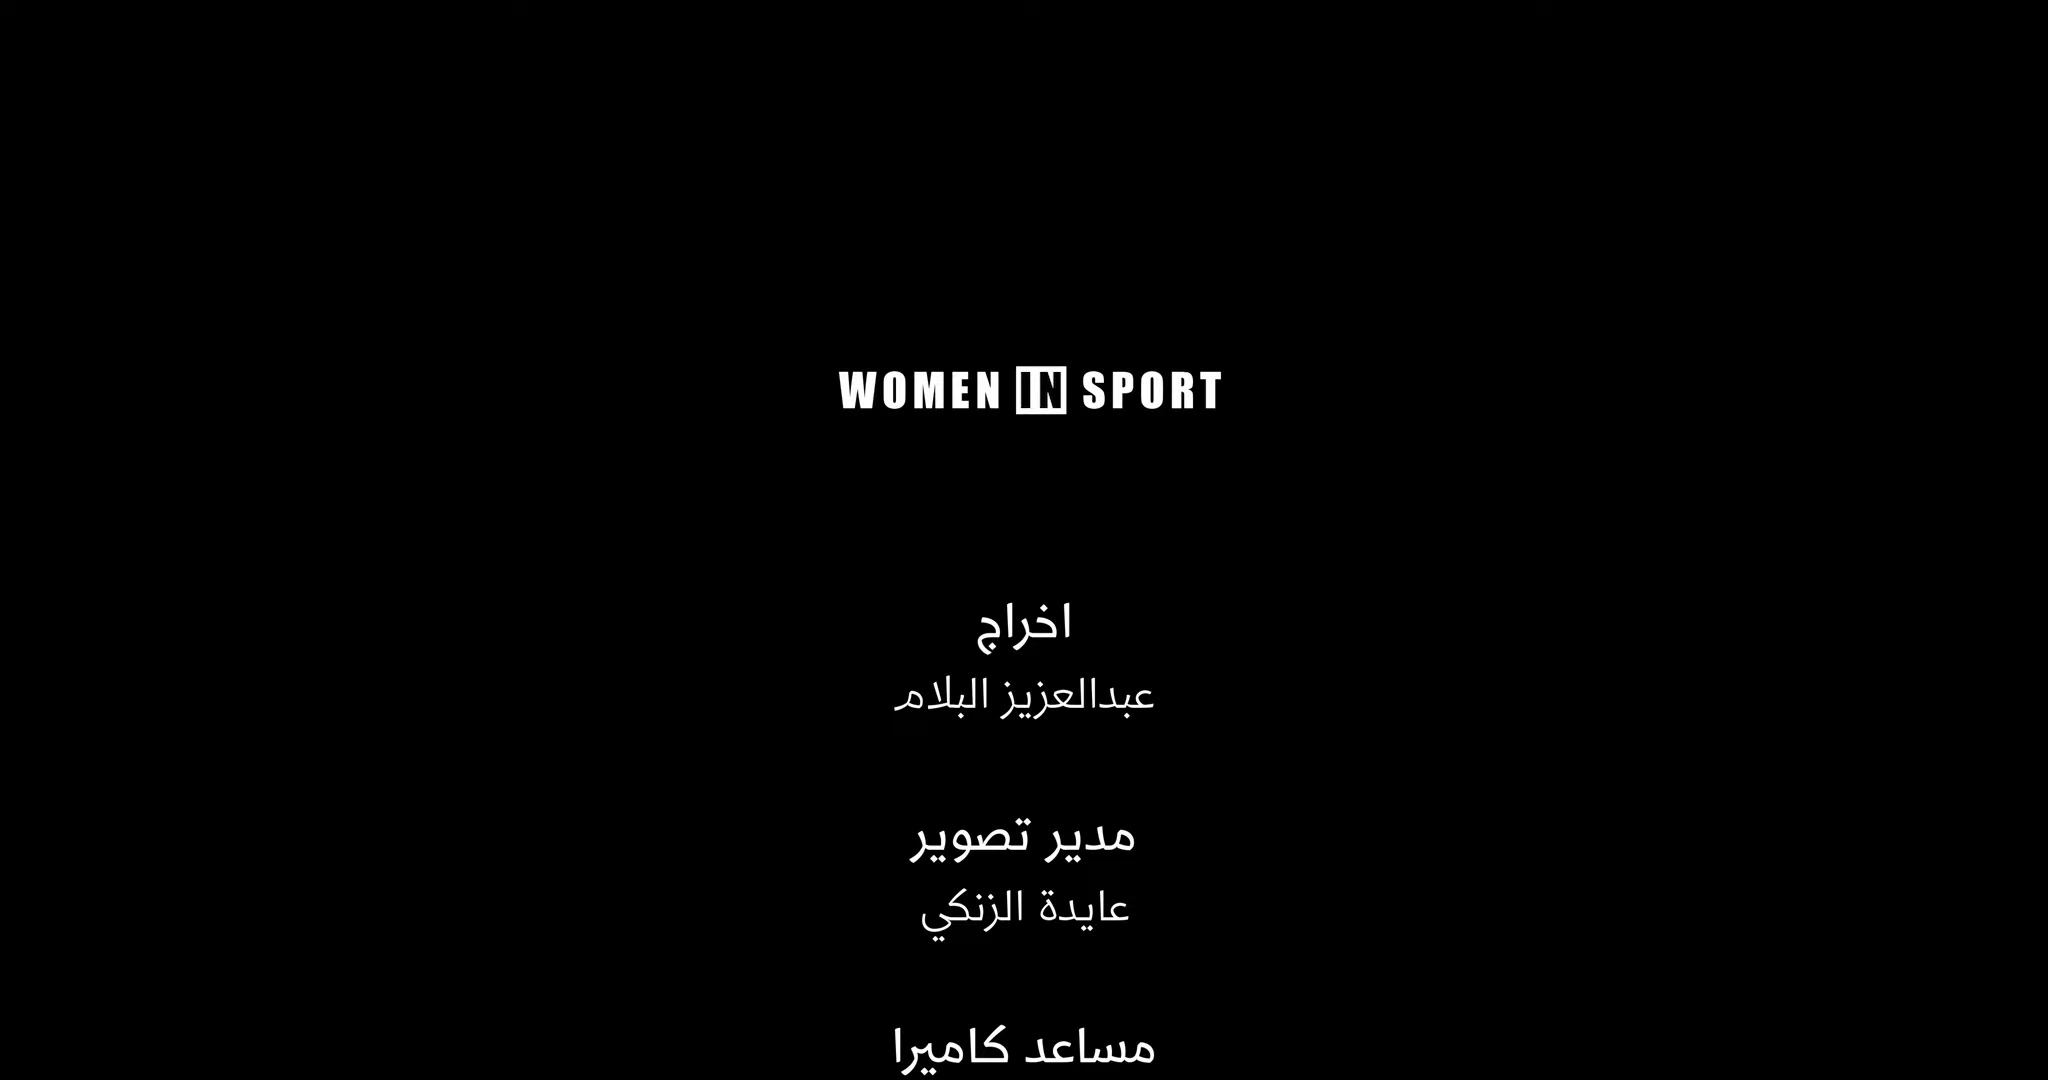 WOMEN IN SPORT
اخراج
عبدالعزيز البلام
مدير تصوير
عايدة الزنكي
مساعد كاميرا